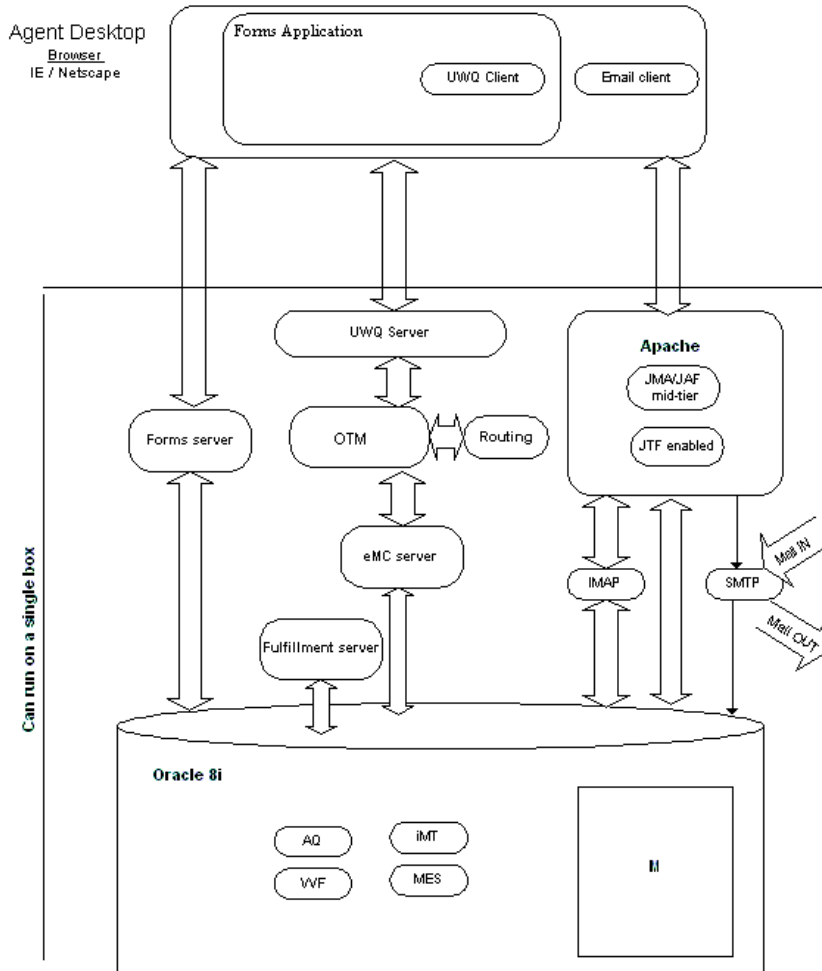 Agent Desktop
Browser
IE / Netscape
Forms Application
UWQ Client
Email client
UWQ Server
Apache
JMA/JAF
mid-tier
JTF enabled
Forms server
OTM
Routing
eMC server
IMAP
SMTP
Mail IN
Mail OUT
Fulfillment server
Can run on a single box
Oracle 8i
AQ
iMT
WF
MES
M